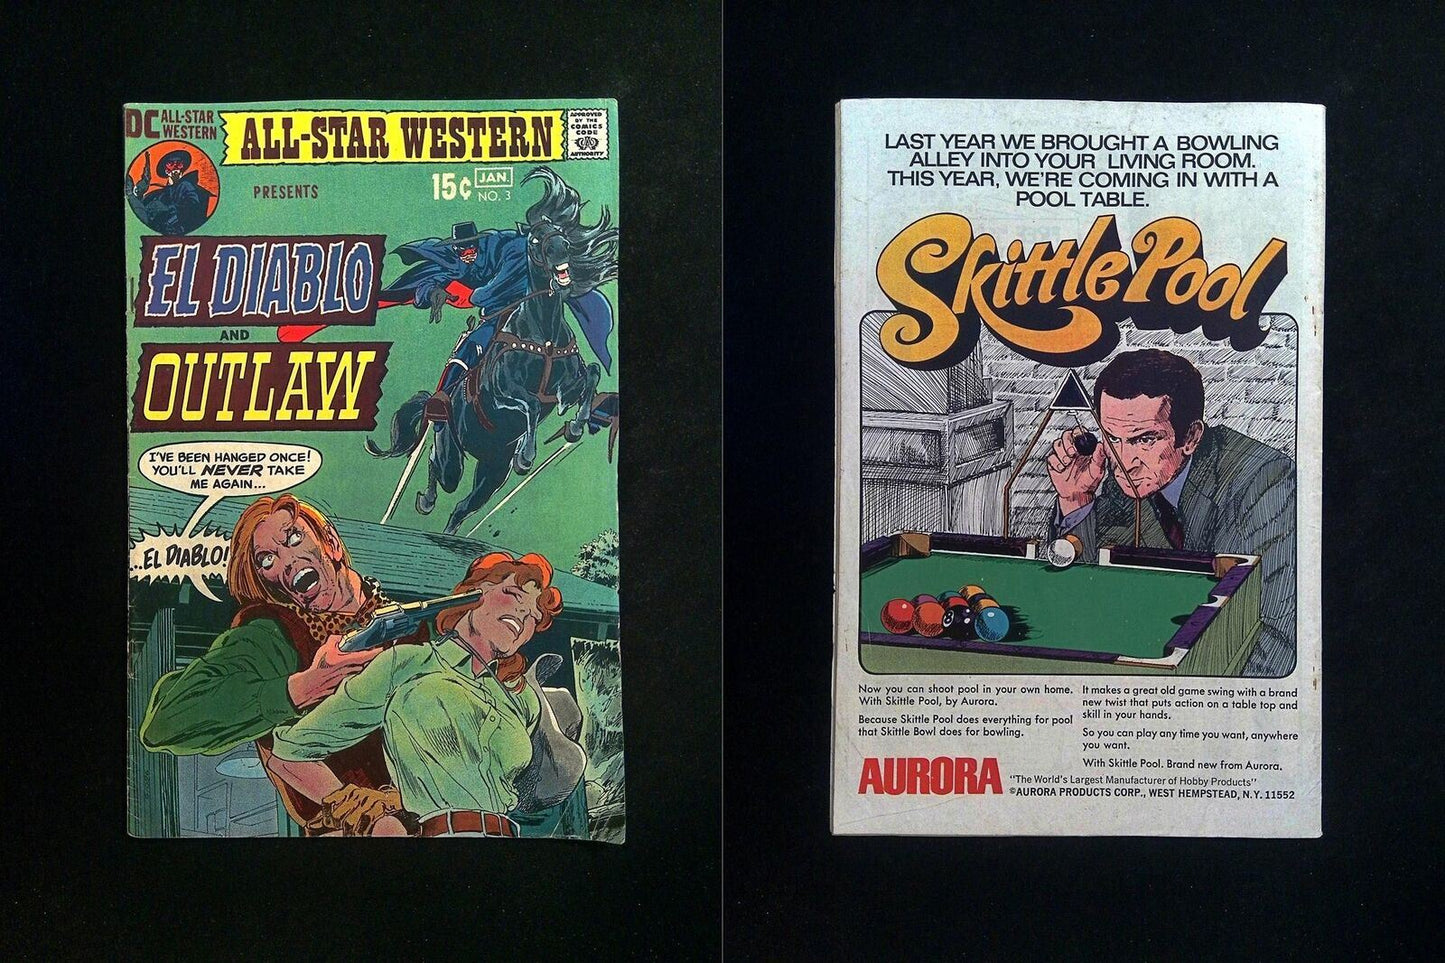 DC ALL-STAR
WESTERN
ALL-STAR WESTERN
APPROVED
BY THE
COMICS
CODE
AUTHORITY
PRESENTS
15¢ JAN.
NO. 3
EL DIABLO
AND
OUTLAW
I'VE BEEN HANGED ONCE!
YOU'LL NEVER TAKE
ME AGAIN...
...EL DIABLO!
LAST YEAR WE BROUGHT A BOWLING
ALLEY INTO YOUR LIVING ROOM.
THIS YEAR, WE'RE COMING IN WITH A
POOL TABLE.
Skittle Pool
8
Now you can shoot pool in your own home.
With Skittle Pool, by Aurora.
Because Skittle Pool does everything for pool
that Skittle Bowl does for bowling.
It makes a great old game swing with a brand
new twist that puts action on a table top and
skill in your hands.
So you can play any time you want, anywhere
you want.
With Skittle Pool. Brand new from Aurora.
AURORA
"The World's Largest Manufacturer of Hobby Products"
©AURORA PRODUCTS CORP., WEST HEMPSTEAD, N.Y. 11552